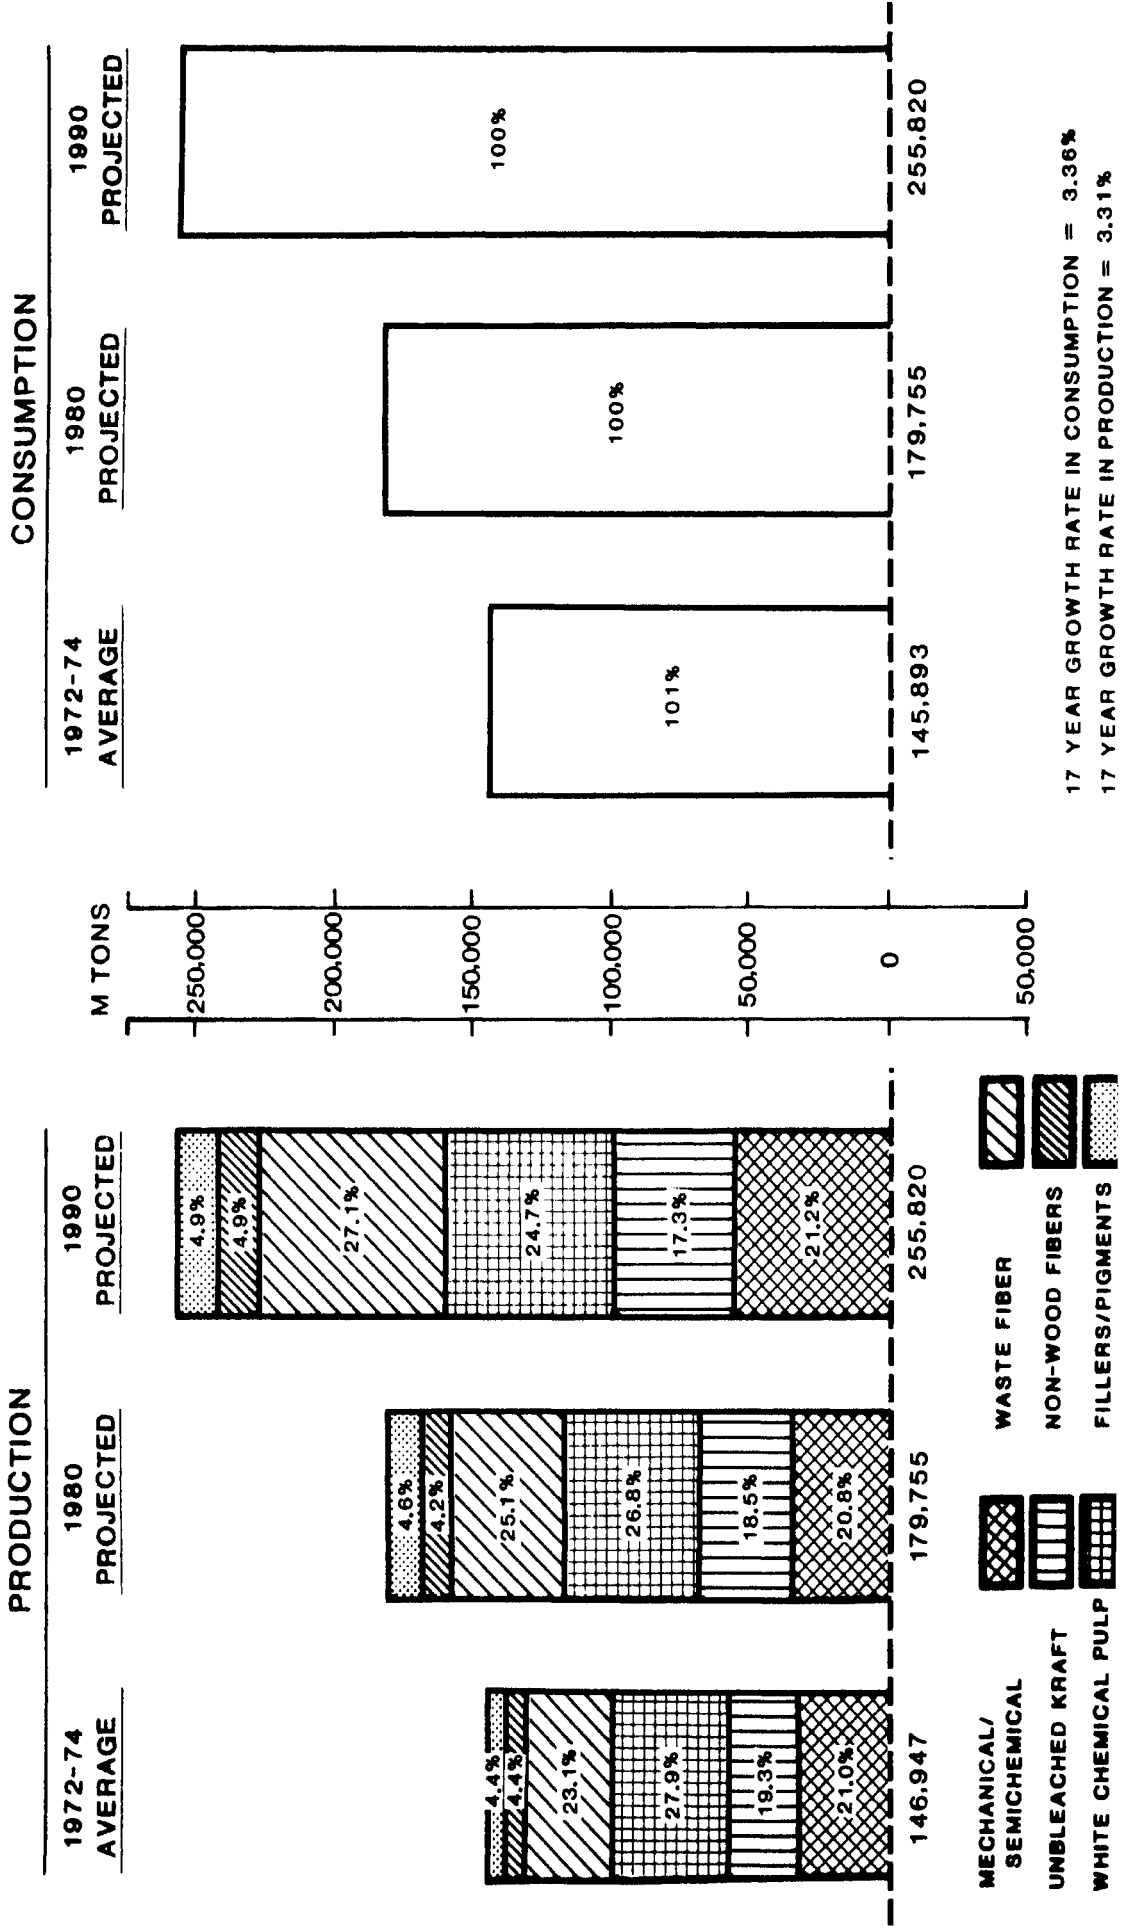 PRODUCTION
CONSUMPTION
1972-74
AVERAGE
1980
PROJECTED
1990
PROJECTED
M TONS
1972-74
AVERAGE
1980
PROJECTED
1990
PROJECTED
250,000
200,000
150,000
100,000
50,000
0
50,000
4.4%
4.4%
23.1%
27.9%
19.3%
21.0%
146,947
4.6%
4.2%
25.1%
26.8%
18.5%
20.8%
179,755
4.9%
4.9%
27.1%
24.7%
17.3%
21.2%
255,820
101%
145,893
100%
179,755
100%
255,820
MECHANICAL/
SEMICHEMICAL
UNBLEACHED KRAFT
WHITE CHEMICAL PULP
WASTE FIBER
NON-WOOD FIBERS
FILLERS/PIGMENTS
17 YEAR GROWTH RATE IN CONSUMPTION = 3.36%
17 YEAR GROWTH RATE IN PRODUCTION = 3.31%